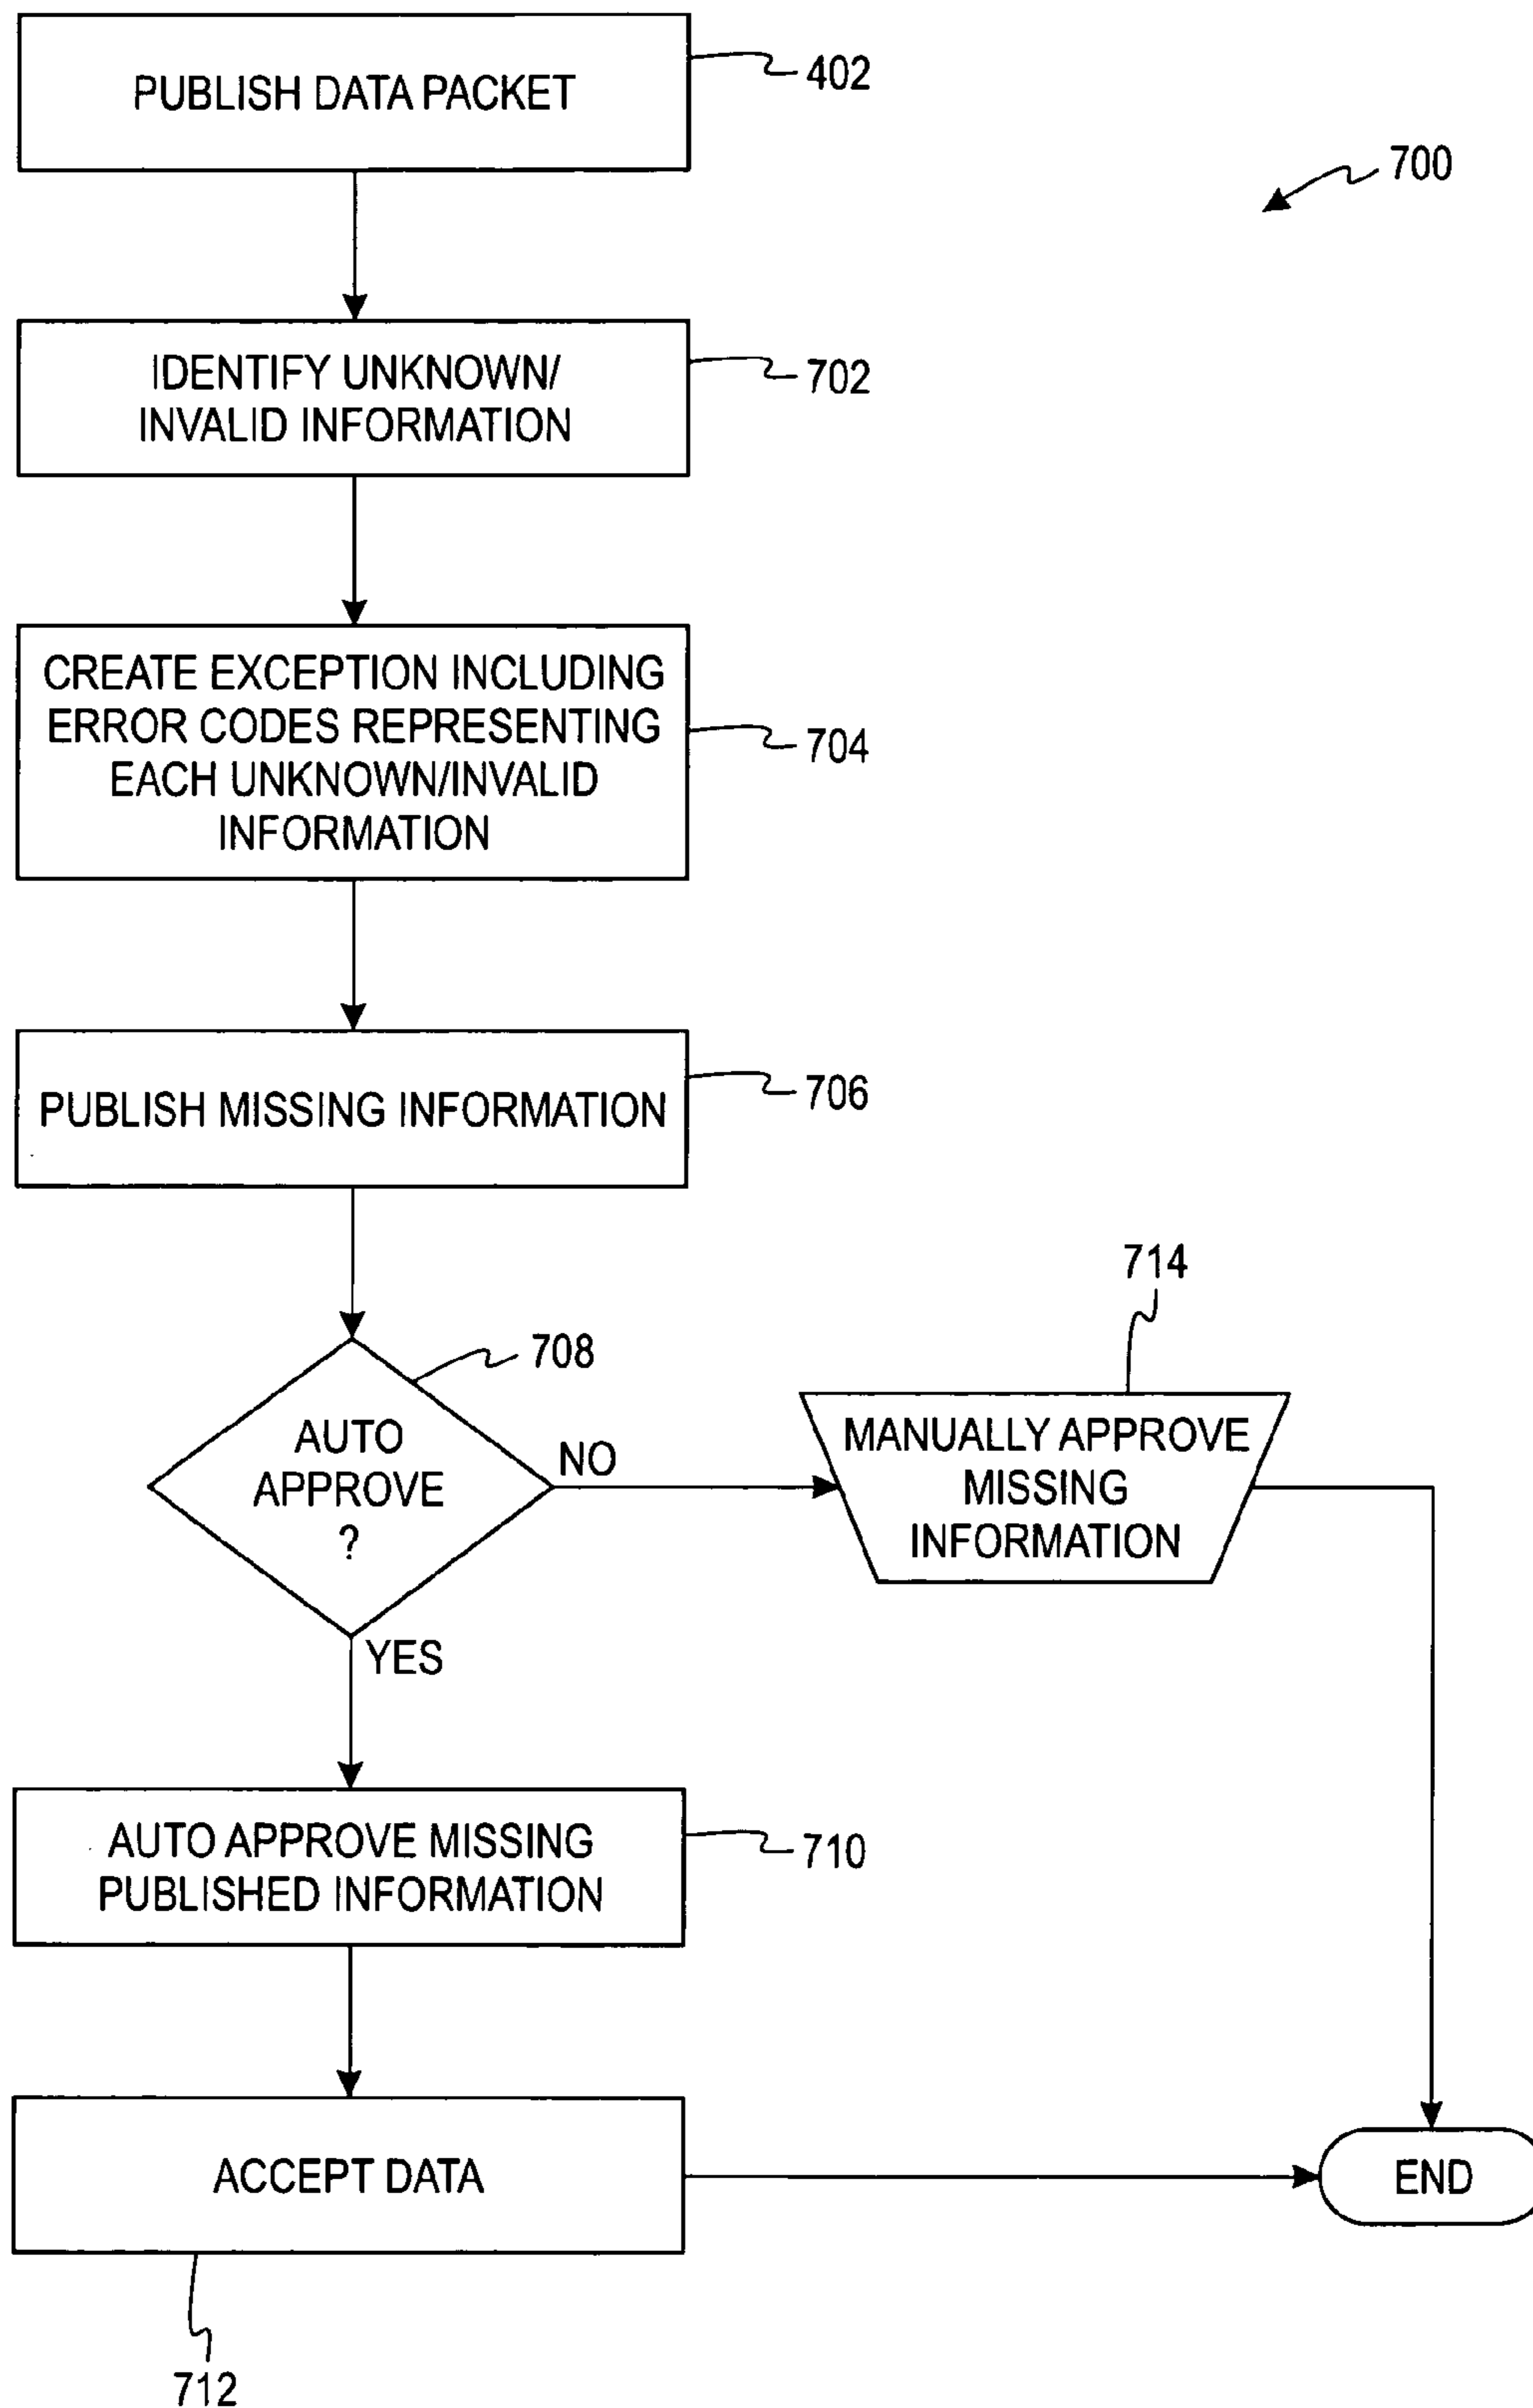 PUBLISH DATA PACKET
402
700
IDENTIFY UNKNOWN/
INVALID INFORMATION
702
CREATE EXCEPTION INCLUDING
ERROR CODES REPRESENTING
EACH UNKNOWN/INVALID
INFORMATION
704
PUBLISH MISSING INFORMATION
706
AUTO
APPROVE
?
708
NO
714
MANUALLY APPROVE
MISSING
INFORMATION
YES
AUTO APPROVE MISSING
PUBLISHED INFORMATION
710
ACCEPT DATA
712
END